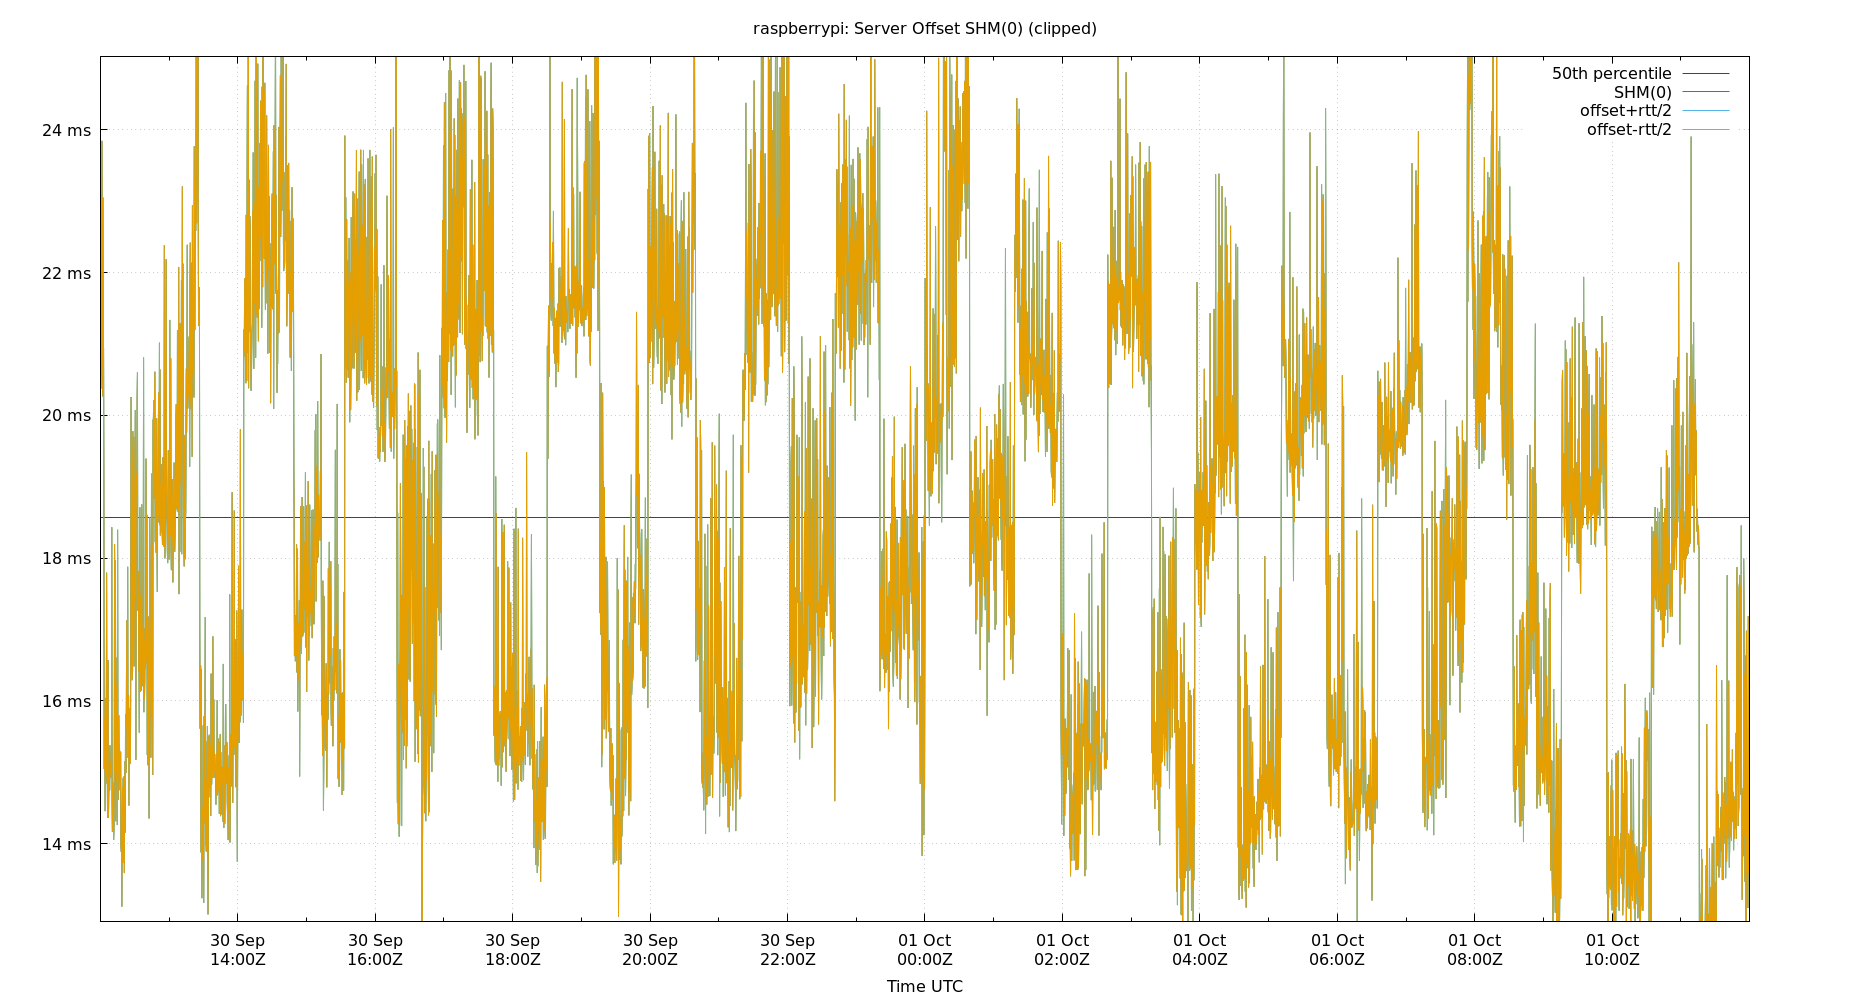 raspberrypi: Server Offset SHM(0) (clipped)
50th percentile
SHM(0)
offset+rtt/2
offset-rtt/2
24 ms
22 ms
20 ms
18 ms
16 ms
14 ms
30 Sep 30 Sep 30 Sep 30 Sep 30 Sep 01 Oct 01 Oct 01 Oct 01 Oct 01 Oct 01 Oct
14:00Z 16:00Z 18:00Z 20:00Z 22:00Z 00:00Z 02:00Z 04:00Z 06:00Z 08:00Z 10:00Z
Time UTC